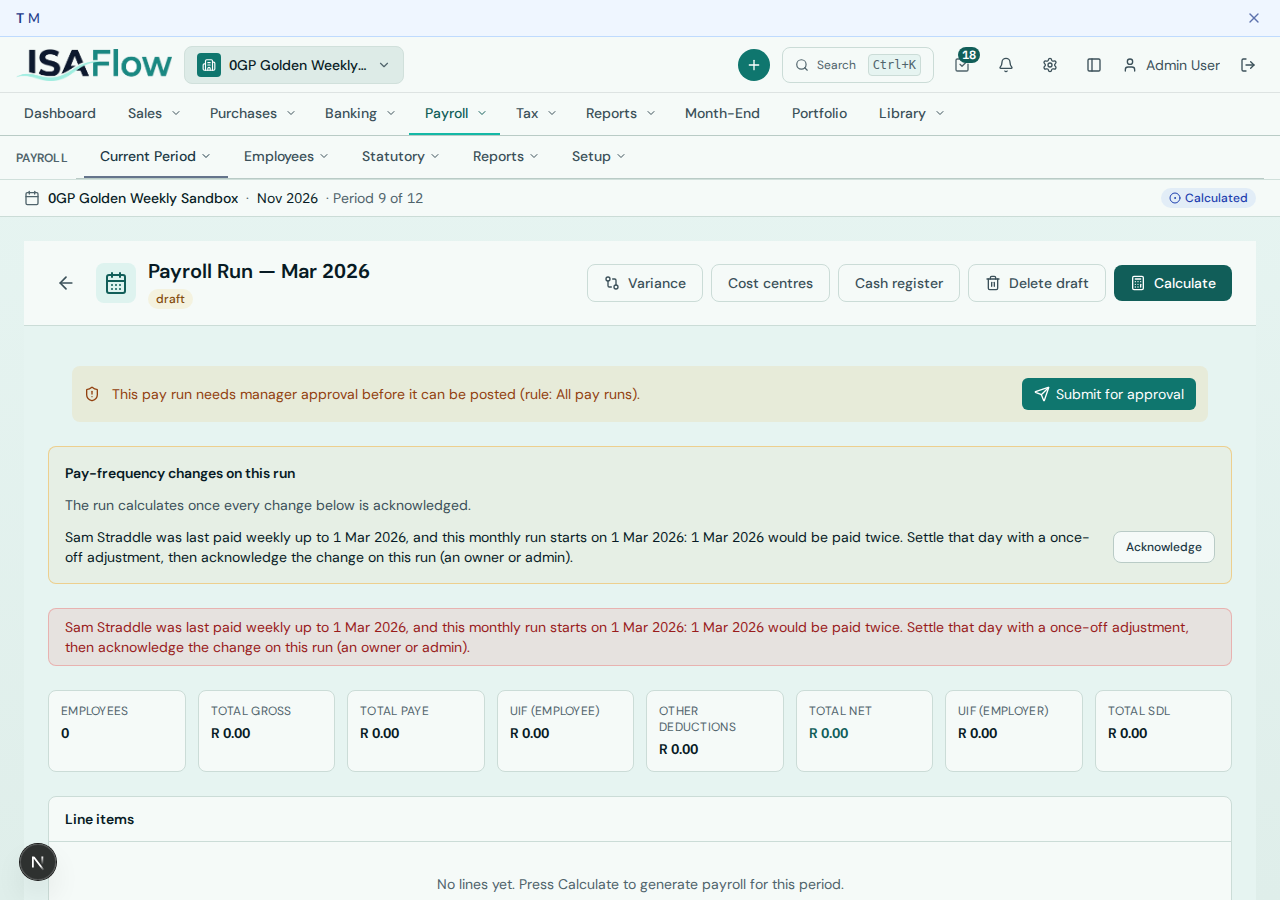 T M
ISAFlow
0GP Golden Weekly...
Search Ctrl+K
18
Admin User
Dashboard Sales Purchases Banking Payroll Tax Reports Month-End Portfolio Library
PAYROLL Current Period Employees Statutory Reports Setup
0GP Golden Weekly Sandbox · Nov 2026 · Period 9 of 12
Calculated
Payroll Run — Mar 2026
draft
Variance
Cost centres
Cash register
Delete draft
Calculate
This pay run needs manager approval before it can be posted (rule: All pay runs).
Submit for approval
Pay-frequency changes on this run
The run calculates once every change below is acknowledged.
Sam Straddle was last paid weekly up to 1 Mar 2026, and this monthly run starts on 1 Mar 2026: 1 Mar 2026 would be paid twice. Settle that day with a once-
off adjustment, then acknowledge the change on this run (an owner or admin).
Acknowledge
Sam Straddle was last paid weekly up to 1 Mar 2026, and this monthly run starts on 1 Mar 2026: 1 Mar 2026 would be paid twice. Settle that day with a once-off adjustment,
then acknowledge the change on this run (an owner or admin).
EMPLOYEES
0
TOTAL GROSS
R 0.00
TOTAL PAYE
R 0.00
UIF (EMPLOYEE)
R 0.00
OTHER
DEDUCTIONS
R 0.00
TOTAL NET
R 0.00
UIF (EMPLOYER)
R 0.00
TOTAL SDL
R 0.00
Line items
N
No lines yet. Press Calculate to generate payroll for this period.